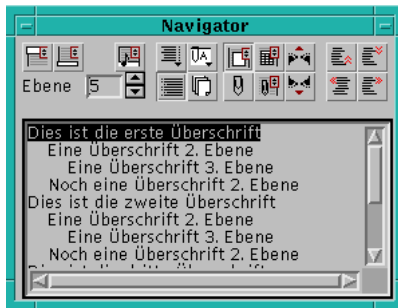 Navigator
Ebene 5
Dies ist die erste Überschrift
Eine Überschrift 2. Ebene
Eine Überschrift 3. Ebene
Noch eine Überschrift 2. Ebene
Dies ist die zweite Überschrift
Eine Überschrift 2. Ebene
Eine Überschrift 3. Ebene
Noch eine Überschrift 2. Ebene